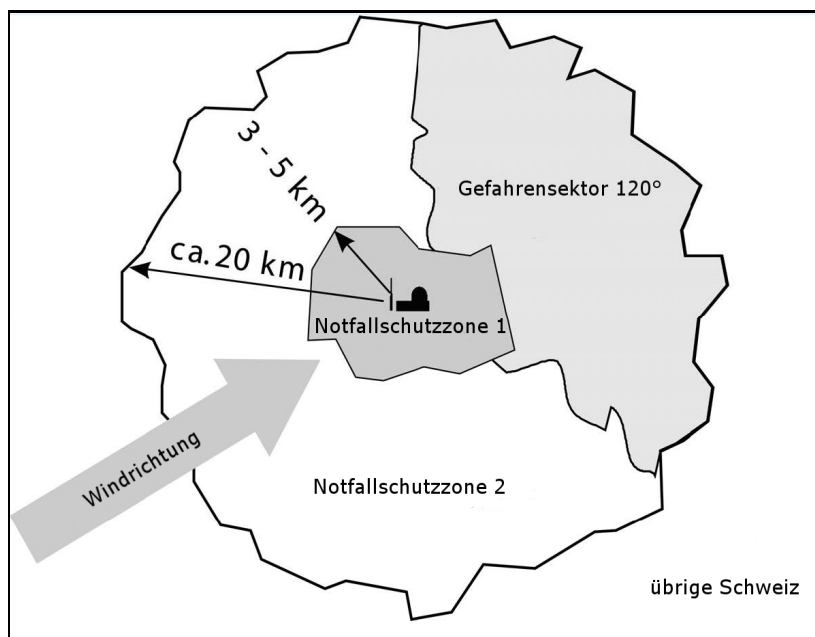 3 - 5 km
Gefahrensektor 120°
ca.20 km
Notfallschutzzone 1
Windrichtung
Notfallschutzzone 2
übrige Schweiz